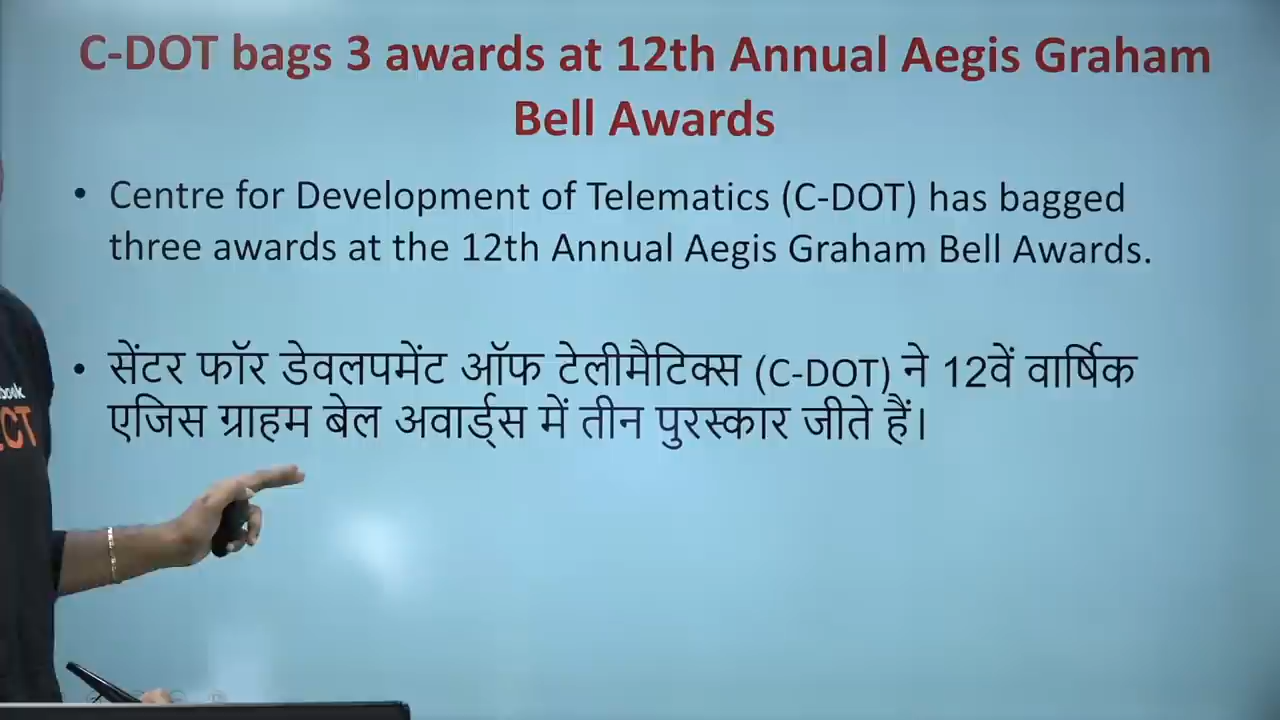 C-DOT bags 3 awards at 12th Annual Aegis Graham
Bell Awards
• Centre for Development of Telematics (C-DOT) has bagged
three awards at the 12th Annual Aegis Graham Bell Awards.
• सेंटर फॉर डेवलपमेंट ऑफ टेलीमैटिक्स (C-DOT) ने 12वें वार्षिक
एजिस ग्राहम बेल अवार्ड्स में तीन पुरस्कार जीते हैं।